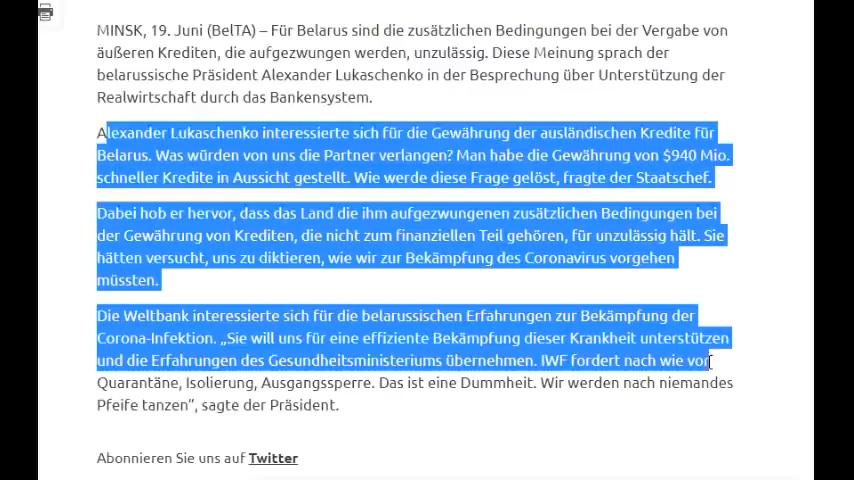 MINSK, 19. Juni (BelTA) – Für Belarus sind die zusätzlichen Bedingungen bei der Vergabe von
äußeren Krediten, die aufgezwungen werden, unzulässig. Diese Meinung sprach der
belarussische Präsident Alexander Lukaschenko in der Besprechung über Unterstützung der
Realwirtschaft durch das Bankensystem.
Alexander Lukaschenko interessierte sich für die Gewährung der ausländischen Kredite für
Belarus. Was würden von uns die Partner verlangen? Man habe die Gewährung von $940 Mio.
schneller Kredite in Aussicht gestellt. Wie werde diese Frage gelöst, fragte der Staatschef.
Dabei hob er hervor, dass das Land die ihm aufgezwungenen zusätzlichen Bedingungen bei
der Gewährung von Krediten, die nicht zum finanziellen Teil gehören, für unzulässig hält. Sie
hätten versucht, uns zu diktieren, wie wir zur Bekämpfung des Coronavirus vorgehen
müssten.
Die Weltbank interessierte sich für die belarussischen Erfahrungen zur Bekämpfung der
Corona-Infektion. „Sie will uns für eine effiziente Bekämpfung dieser Krankheit unterstützen
und die Erfahrungen des Gesundheitsministeriums übernehmen. IWF fordert nach wie vor
Quarantäne, Isolierung, Ausgangssperre. Das ist eine Dummheit. Wir werden nach niemandes
Pfeife tanzen“, sagte der Präsident.
Abonnieren Sie uns auf Twitter